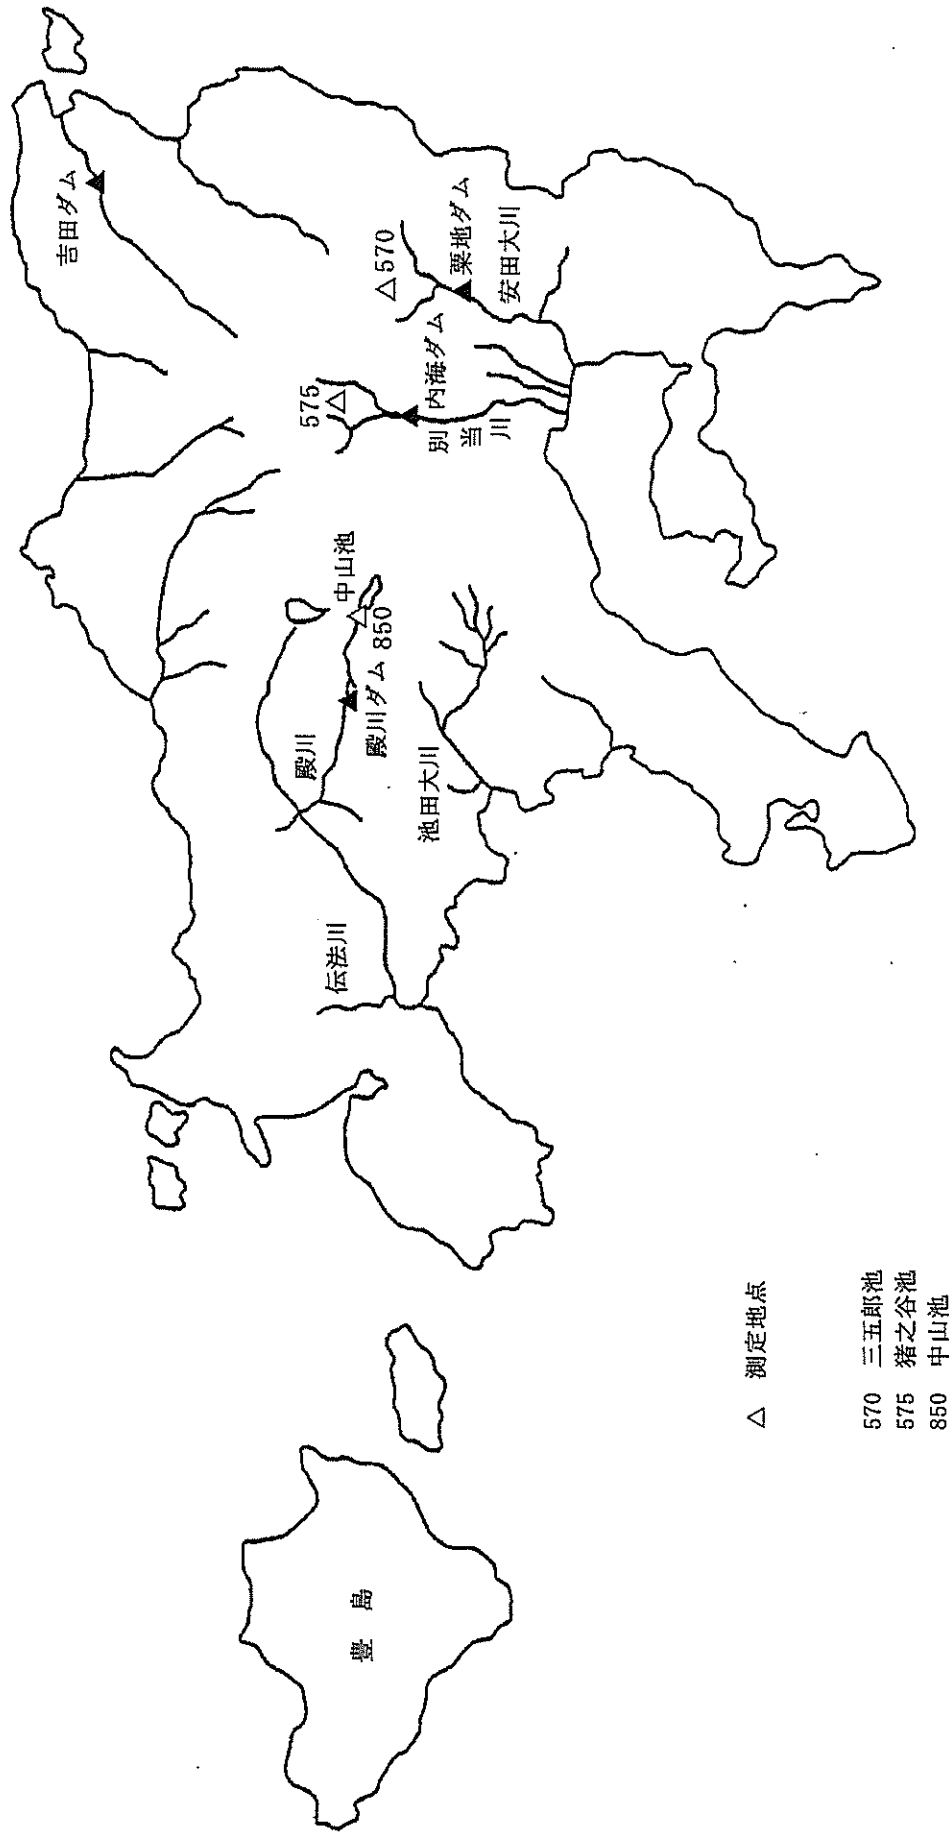 吉田ダム
△570
粟地ダム
安田大川
575
△
内海ダム
別当川
中山池
△
850
殿川ダム
殿川
池田大川
伝法川
豊島
△ 測定地点
570 三五郎池
575 猪之谷池
850 中山池